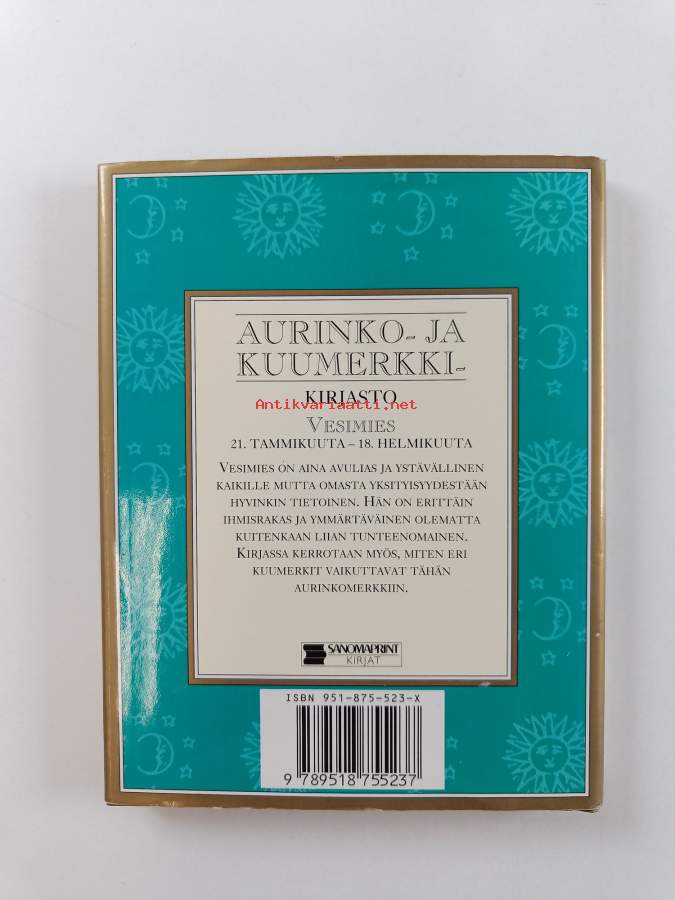 AURINKO- JA
KUUMERKKI-
KIRJASTO
Antikvariaatti.net
VESIMIES
21. TAMMIKUUTA – 18. HELMIKUUTA
VESIMIES ON AINA AVULIAS JA YSTÄVÄLLINEN
KAIKILLE MUTTA OMASTA YKSITYISYYDESTÄÄN
HYVINKIN TIETOINEN. HÄN ON ERITTÄIN
IHMISRAKAS JA YMMÄRTÄVÄINEN OLEMATTA
KUITENKAAN LIIAN TUNTEENOMAINEN.
KIRJASSA KERROTAAN MYÖS, MITEN ERI
KUUMERKIT VAIKUTTAVAT TÄHÄN
AURINKOMERKKIIN.
SANOMAPRINT
KIRJAT
ISBN 951-875-523-X
9 789518 755237